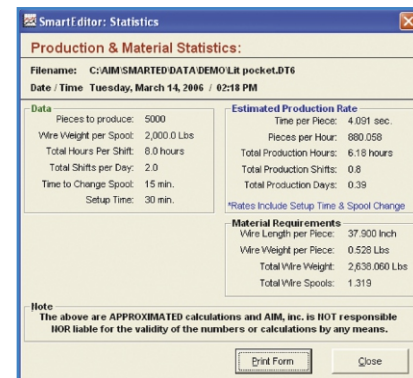 SmartEditor: Statistics
Production & Material Statistics:
Filename: C:\AIM\SMARTED\DATA\DEMO\Lit pocket.DT6
Date / Time Tuesday, March 14, 2006 / 02:18 PM
Data
Pieces to produce: 5000
Wire Weight per Spool: 2,000.0 Lbs
Total Hours Per Shift: 8.0 hours
Total Shifts per Day: 2.0
Time to Change Spool: 15 min.
Setup Time: 30 min.
Estimated Production Rate
Time per Piece: 4.091 sec.
Pieces per Hour: 880.058
Total Production Hours: 6.18 hours
Total Production Shifts: 0.8
Total Production Days: 0.39
*Rates Include Setup Time & Spool Change
Material Requirements
Wire Length per Piece: 37.900 Inch
Wire Weight per Piece: 0.528 Lbs
Total Wire Weight: 2,638.060 Lbs
Total Wire Spools: 1.319
Note
The above are APPROXIMATED calculations and AIM, inc. is NOT responsible
NOR liable for the validity of the numbers or calculations by any means.
Print Form
Close